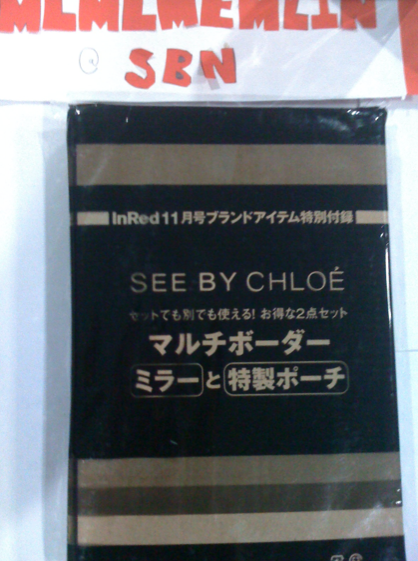 SBN
InRed11月号ブランドアイテム特別付録
SEE BY CHLOÉ
セットでも別でも使える! お得な2点セット
マルチボーダー
ミラーと特製ポーチ